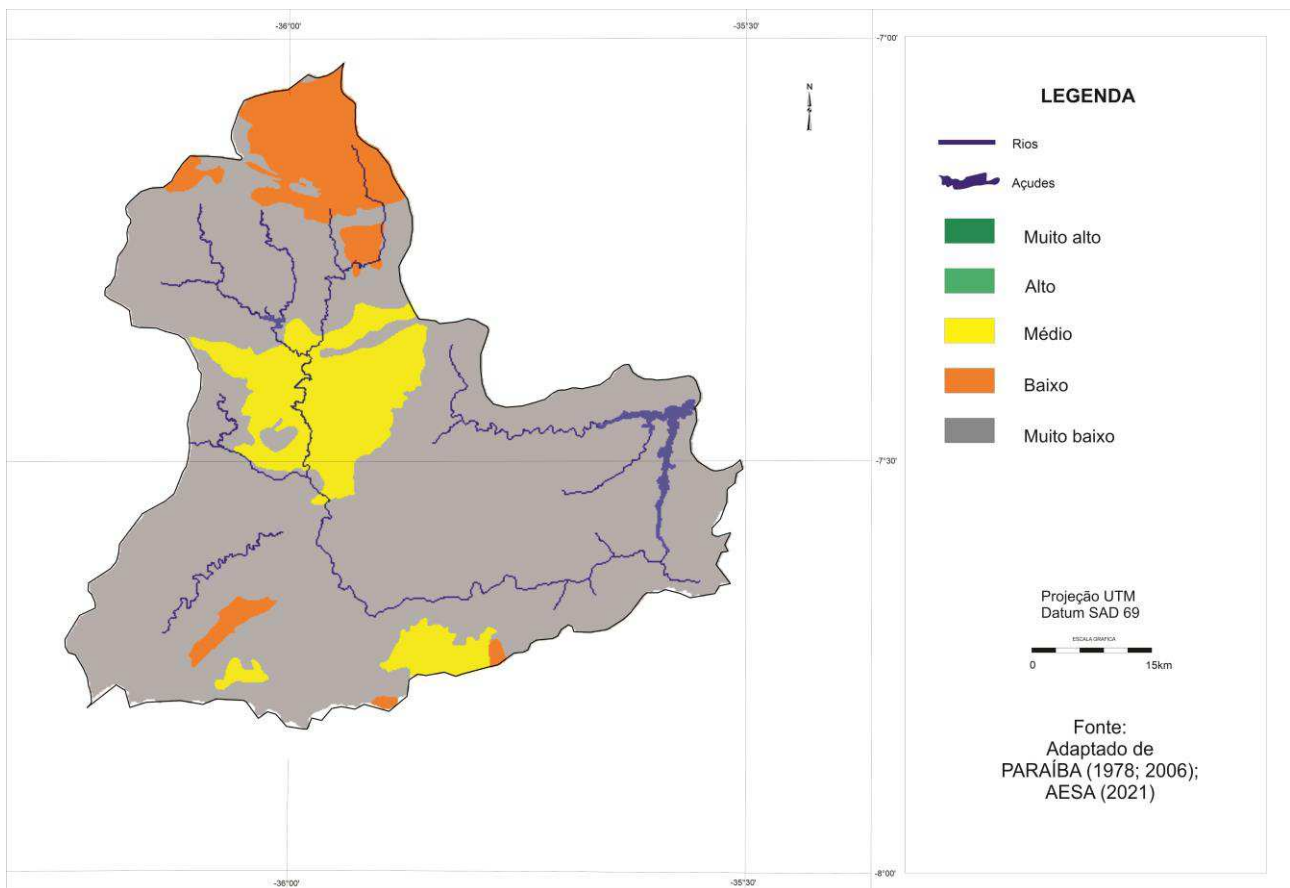 -36°00'
-35°30'
-7°00'
N
LEGENDA
Rios
Açudes
Muito alto
Alto
Médio
Baixo
Muito baixo
-7°30'
Projeção UTM
Datum SAD 69
ESCALA GRAFICA
0
15km
Fonte:
Adaptado de
PARAÍBA (1978; 2006);
AESA (2021)
-36°00'
-35°30'
-8°00'